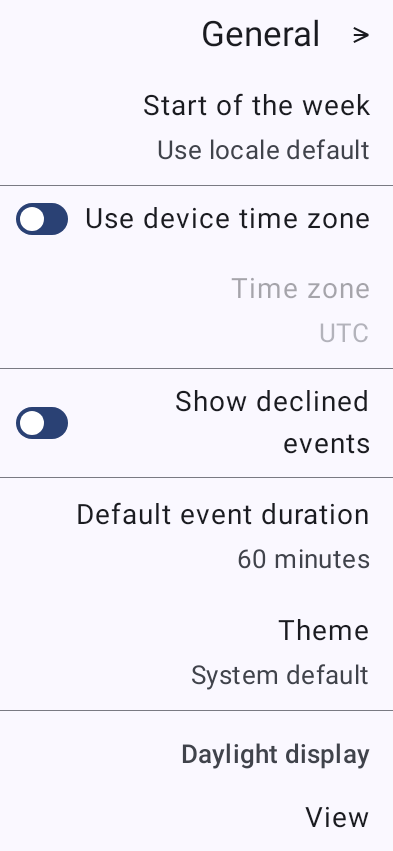 General
Start of the week
Use locale default
Use device time zone
Time zone
UTC
Show declined
events
Default event duration
60 minutes
Theme
System default
Daylight display
View